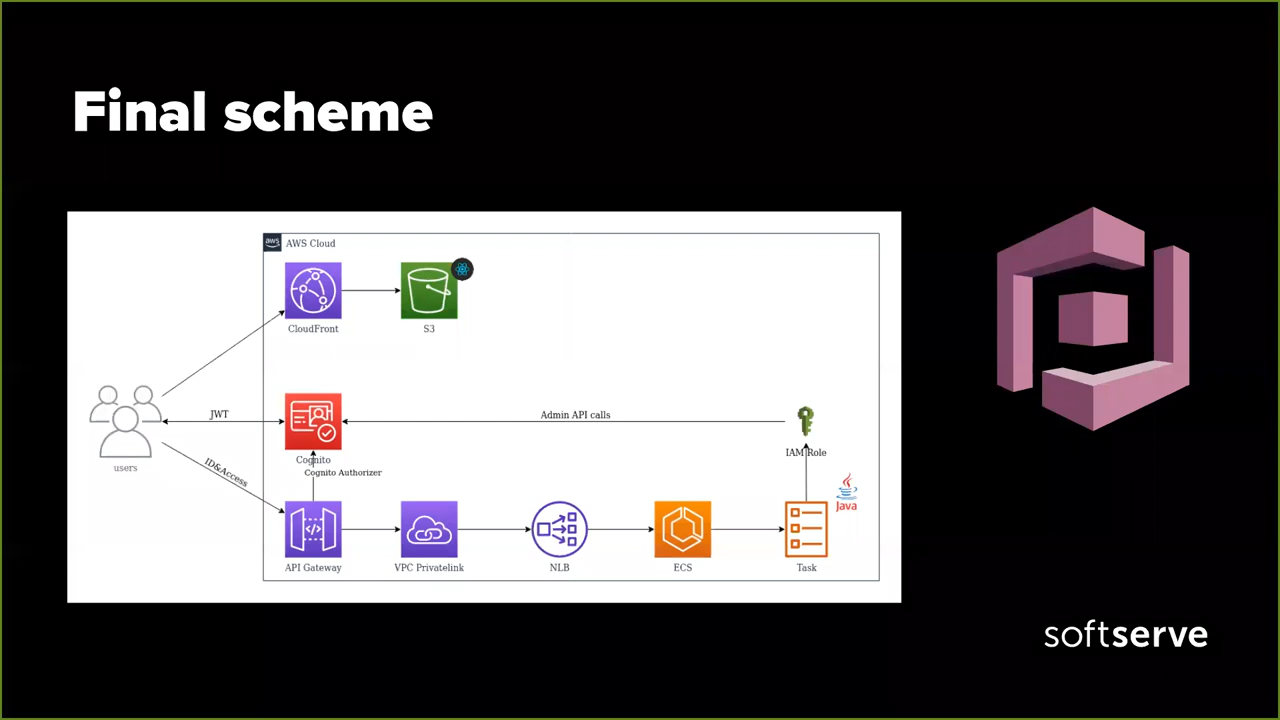 Final scheme
aws
AWS Cloud
CloudFront
S3
JWT
Admin API calls
users
ID&Access
Cognito
Cognito Authorizer
IAM Role
Java
API Gateway
VPC Privatelink
NLB
ECS
Task
softserve